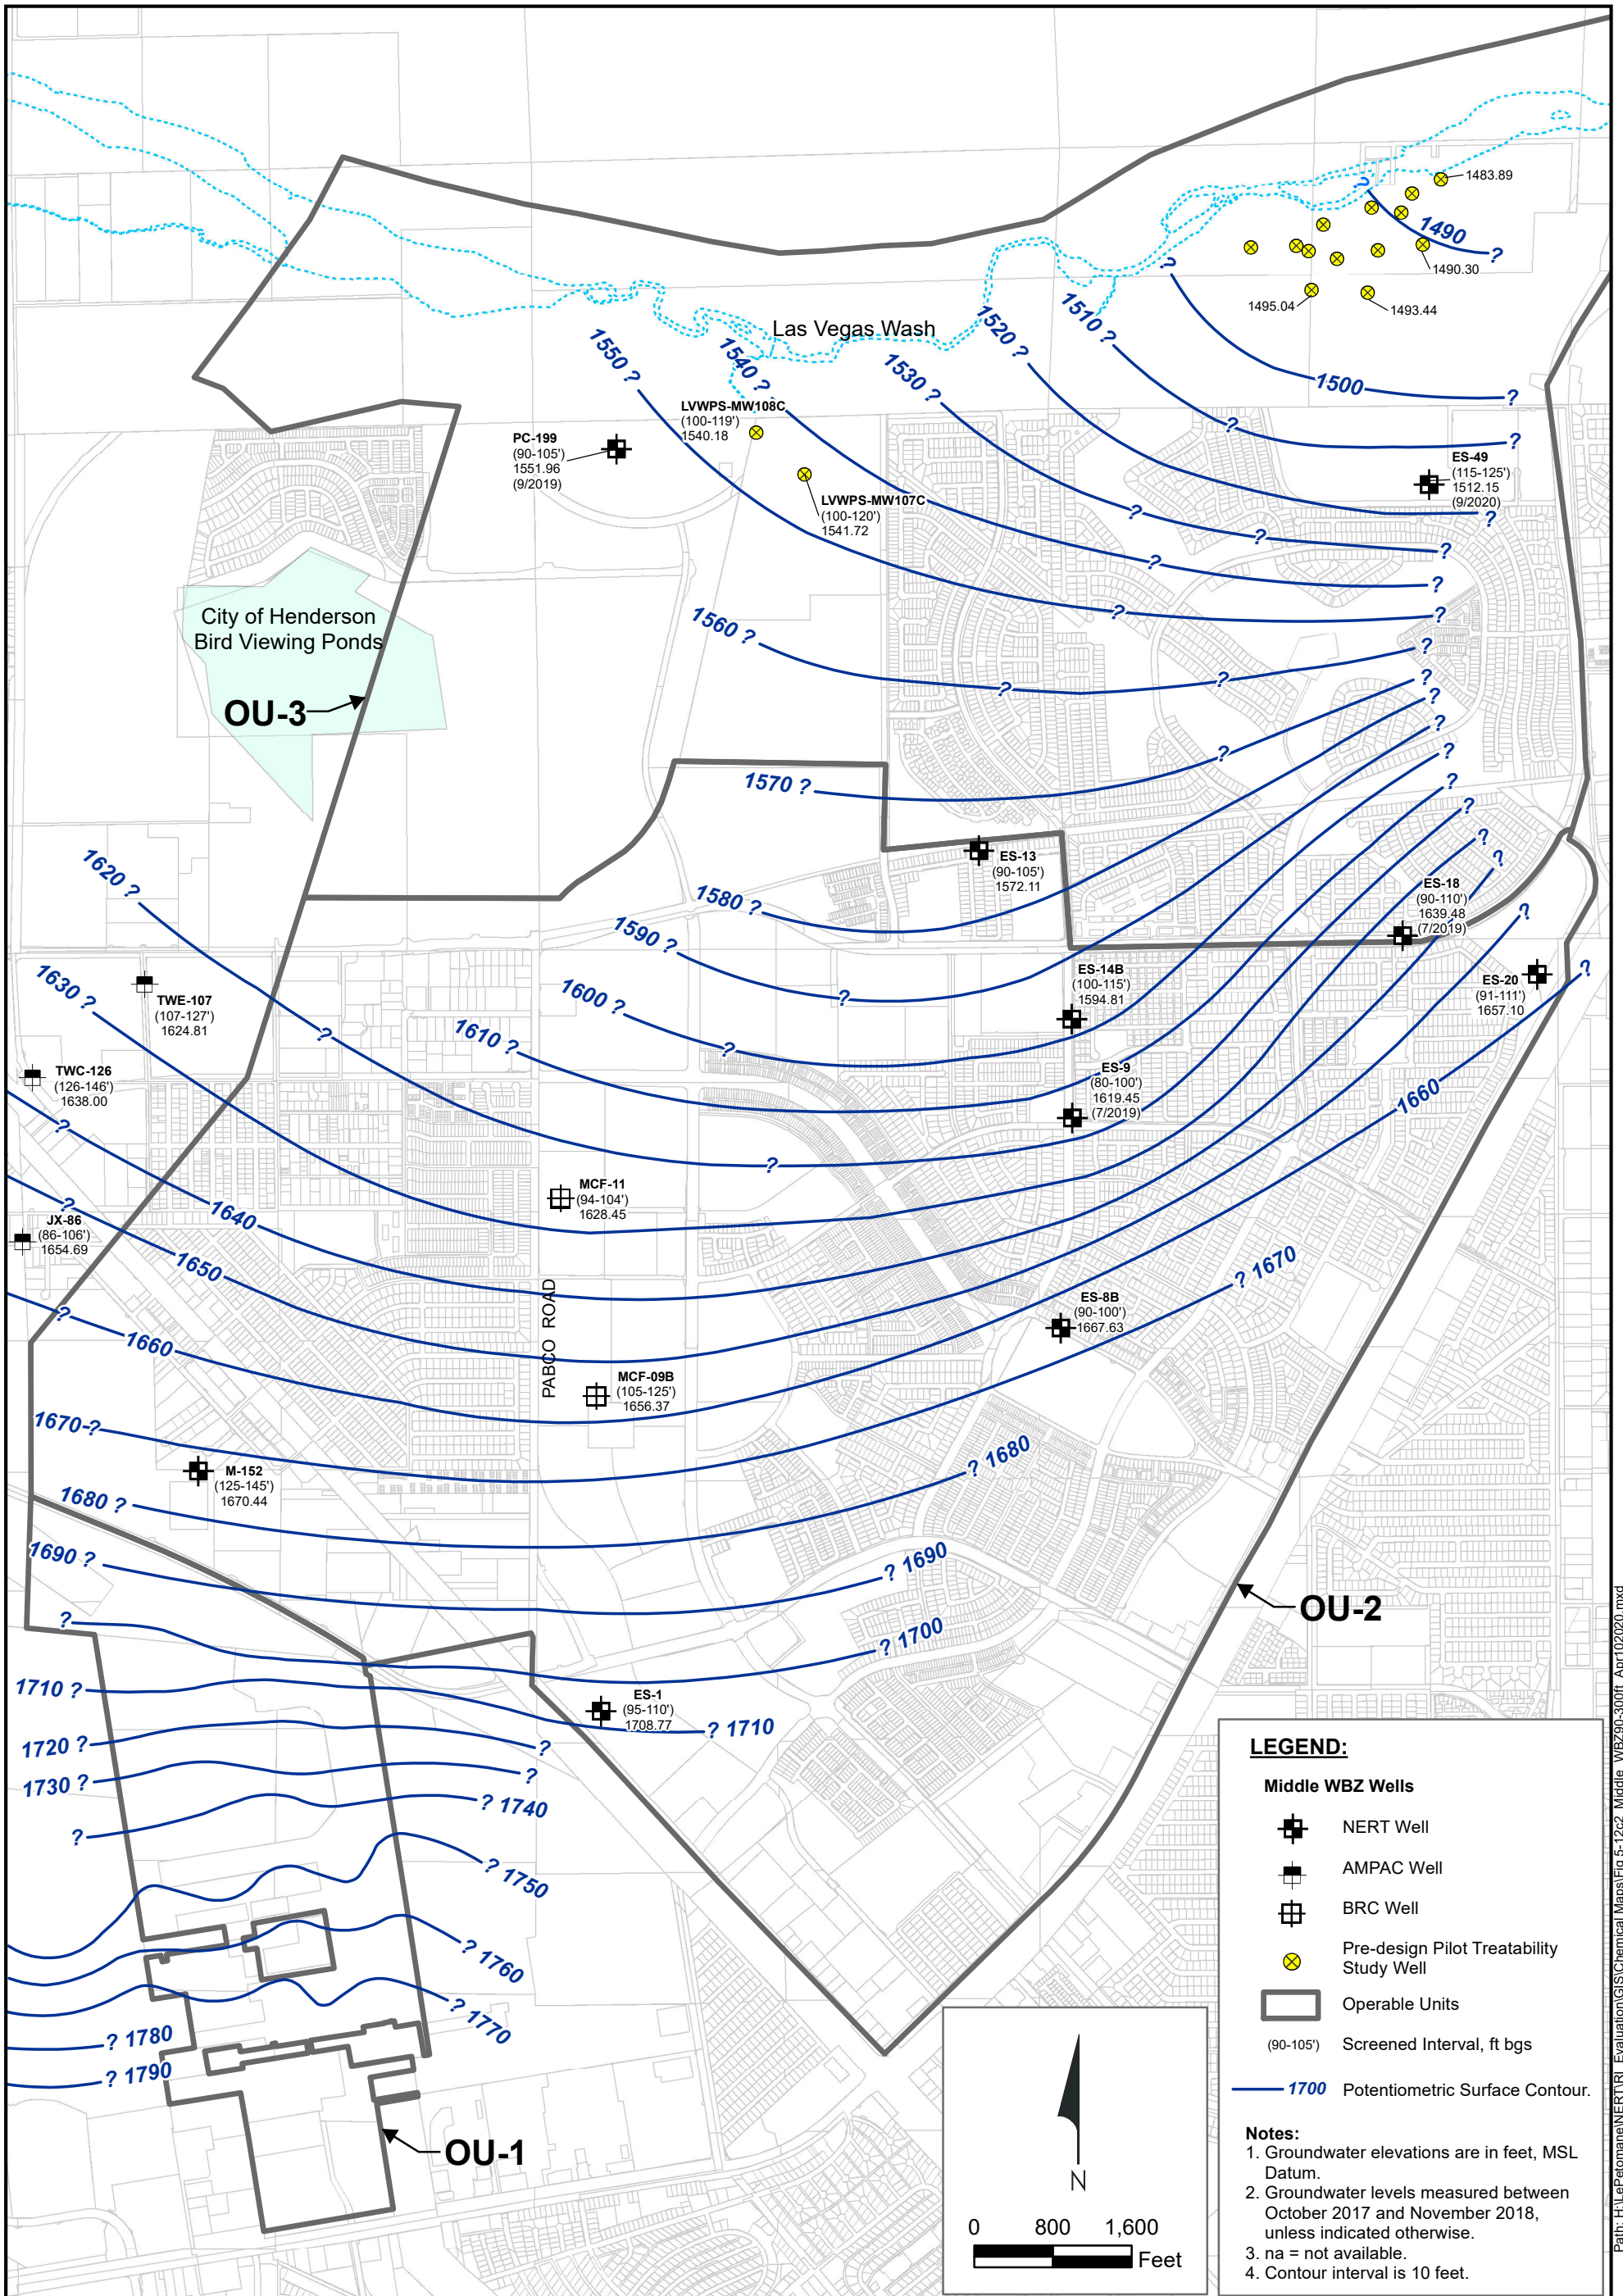 1483.89
?
1490
?
1490.30
1495.04
1493.44
?
1500
?
Las Vegas Wash
1510 ?
?
?
1520 ?
?
1530 ?
?
?
?
1540 ?
?
?
1550 ?
?
?
LVWPS-MW108C
(100-119')
1540.18
PC-199
(90-105')
1551.96
(9/2019)
LVWPS-MW107C
(100-120')
1541.72
ES-49
(115-125')
1512.15
(9/2020)
City of Henderson
Bird Viewing Ponds
OU-3
1560 ?
?
?
?
1570 ?
?
?
ES-13
(90-105')
1572.11
1580 ?
?
1590 ?
?
?
1600 ?
?
?
1610 ?
?
1620 ?
?
?
?
1630 ?
?
ES-18
(90-110')
1639.48
(7/2019)
ES-20
(91-111')
1657.10
?
?
ES-14B
(100-115')
1594.81
TWE-107
(107-127')
1624.81
TWC-126
(126-146')
1638.00
ES-9
(80-100')
1619.45
(7/2019)
1660
?
?
1640
MCF-11
(94-104')
1628.45
JX-86
(86-106')
1654.69
1650
? 1670
ES-8B
(90-100')
1667.63
?
1660
PABCO ROAD
MCF-09B
(105-125')
1656.37
1670-?
M-152
(125-145')
1670.44
? 1680
1680 ?
1690 ?
? 1690
OU-2
?
? 1700
1710 ?
ES-1
(95-110')
1708.77
? 1710
1720 ?
?
1730 ?
?
? 1740
?
? 1750
? 1760
? 1770
? 1780
? 1790
OU-1
N
0 800 1,600
Feet
LEGEND:
Middle WBZ Wells
NERT Well
AMPAC Well
BRC Well
Pre-design Pilot Treatability
Study Well
Operable Units
(90-105') Screened Interval, ft bgs
1700 Potentiometric Surface Contour.
Notes:
1. Groundwater elevations are in feet, MSL
Datum.
2. Groundwater levels measured between
October 2017 and November 2018,
unless indicated otherwise.
3. na = not available.
4. Contour interval is 10 feet.
Path: H:\LePetomane\NERT\RI_Evaluation\GIS\Chemical Maps\Fig 5-12c2_Middle_WBZ90-300ft_Apr102020.mxd